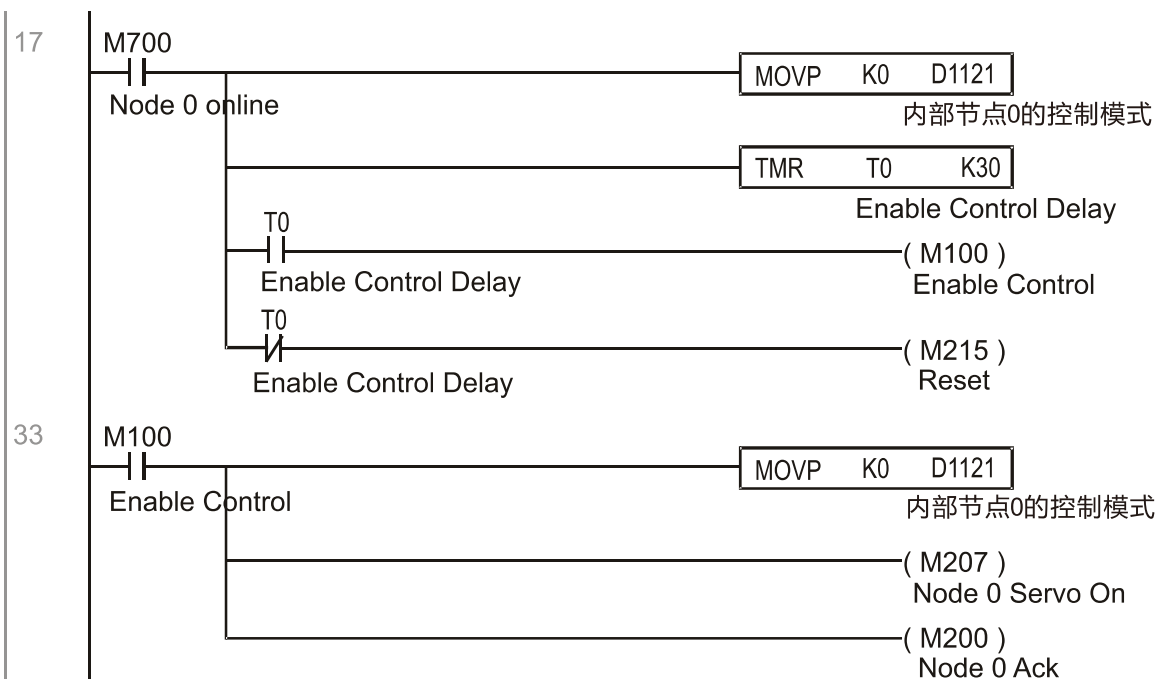 17
M700
Node 0 online
MOVP K0 D1121
内部节点0的控制模式
TMR T0 K30
Enable Control Delay
T0
Enable Control Delay
( M100 )
Enable Control
T0
Enable Control Delay
( M215 )
Reset
33
M100
Enable Control
MOVP K0 D1121
内部节点0的控制模式
( M207 )
Node 0 Servo On
( M200 )
Node 0 Ack